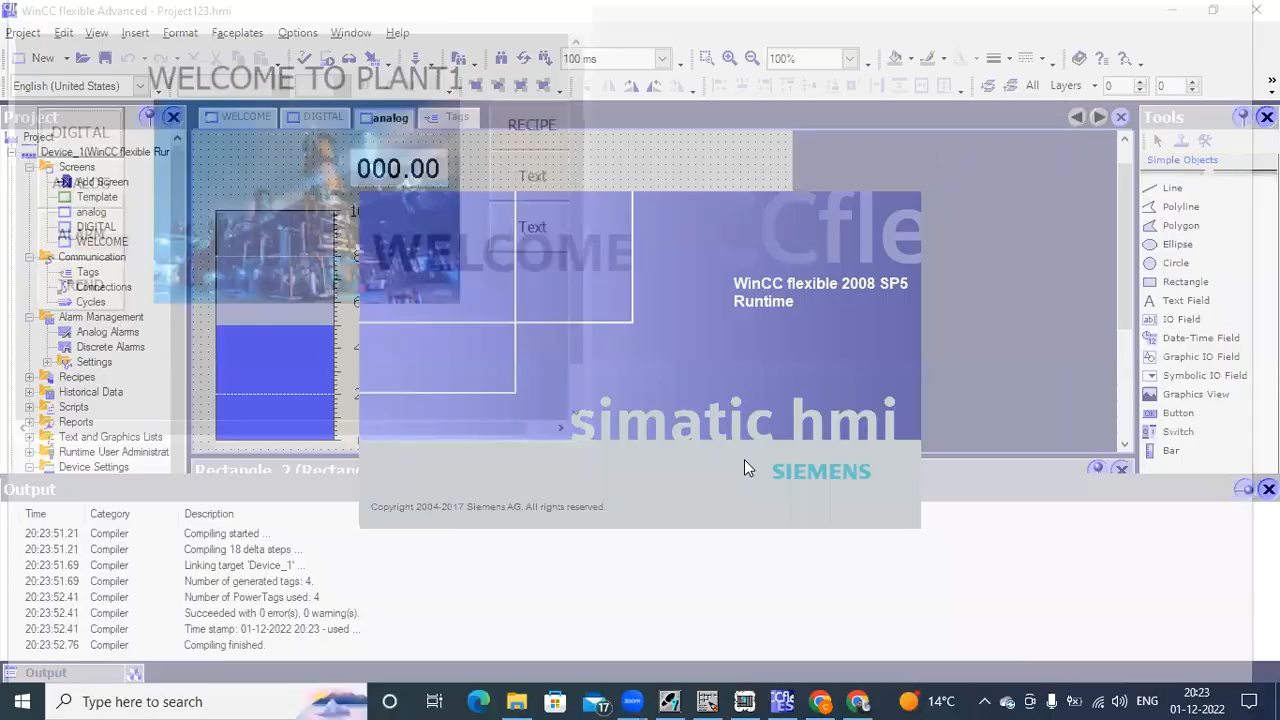 WinCC flexible Advanced - Project123.hmi
Project Edit View Insert Format Faceplates Options Window Help
New 100 ms 100%
English (United States) All Layers 0 0
WELCOME TO PLANT1
Project WELCOME DIGITAL analog Tags Tools
DIGITAL
ALARM
RECIPE
Text
Text
000.00
WELCOME
Project
Device_1(WinCC flexible Rur
Screens
Add Screen
Template
analog
DIGITAL
WELCOME
Communication
Tags
Connections
Cycles
Alarm Management
Analog Alarms
Discrete Alarms
Settings
Recipes
Historical Data
Scripts
Reports
Text and Graphics Lists
Runtime User Administrat
Device Settings
Simple Objects
Line
Polyline
Polygon
Ellipse
Circle
Rectangle
Text Field
IO Field
Date-Time Field
Graphic IO Field
Symbolic IO Field
Graphics View
Button
Switch
Bar
Cfle
WinCC flexible 2008 SP5
Runtime
simatic hmi
SIEMENS
Copyright 2004-2017 Siemens AG. All rights reserved.
Rectangle_2 (Rectang
Output
Time Category Description
20:23:51.21 Compiler Compiling started ...
20:23:51.21 Compiler Compiling 18 delta steps ...
20:23:51.69 Compiler Linking target 'Device_1' ...
20:23:51.69 Compiler Number of generated tags: 4.
20:23:52.41 Compiler Number of PowerTags used: 4
20:23:52.41 Compiler Succeeded with 0 error(s), 0 warning(s).
20:23:52.41 Compiler Time stamp: 01-12-2022 20:23 - used ...
20:23:52.76 Compiler Compiling finished.
Output
Type here to search
17
zoom
14°C ENG 20:23
01-12-2022